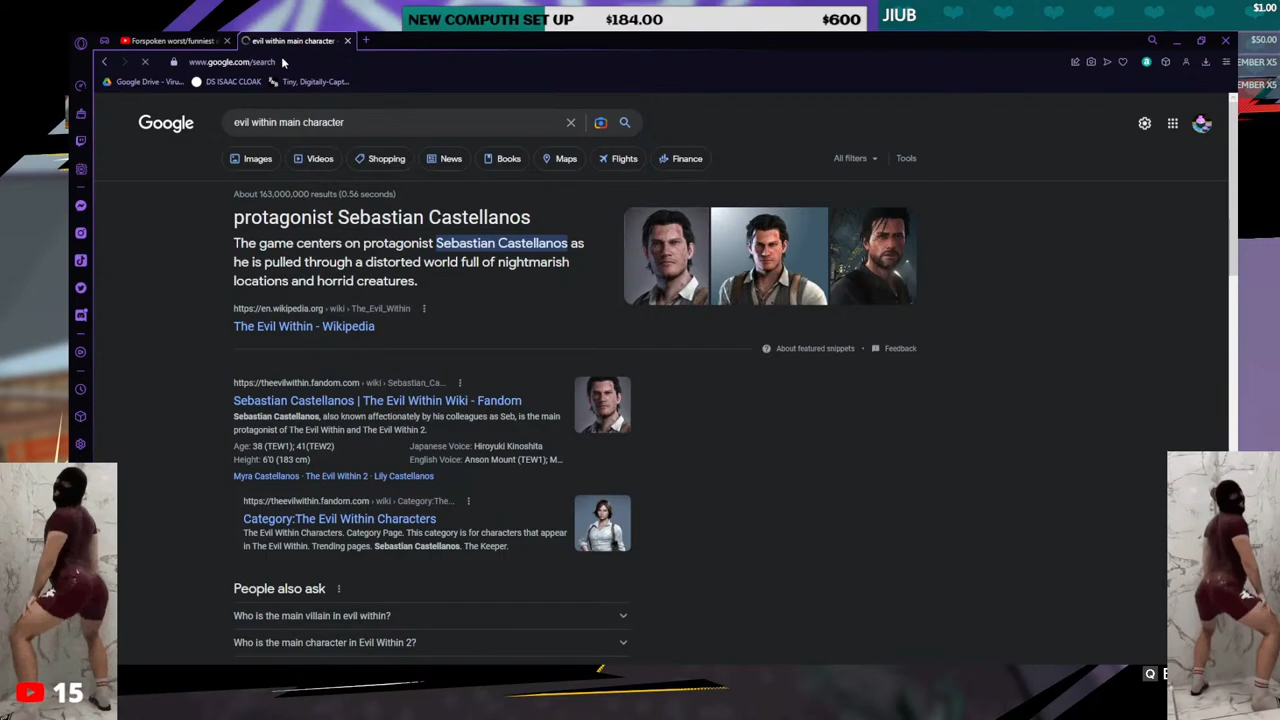 NEW COMPUTH SET UP $184.00 $600
JIUB
$1.00
$50.00
EMBER X5
EMBER X5
Forspoken worst/funniest
evil within main character
www.google.com/search
Google Drive - Viru...
DS ISAAC CLOAK
Tiny, Digitally-Capt...
Google
evil within main character
Images
Videos
Shopping
News
Books
Maps
Flights
Finance
All filters
Tools
About 163,000,000 results (0.56 seconds)
protagonist Sebastian Castellanos
The game centers on protagonist Sebastian Castellanos as
he is pulled through a distorted world full of nightmarish
locations and horrid creatures.
https://en.wikipedia.org › wiki › The_Evil_Within
The Evil Within - Wikipedia
About featured snippets • Feedback
https://theevilwithin.fandom.com › wiki › Sebastian_Ca...
Sebastian Castellanos | The Evil Within Wiki - Fandom
Sebastian Castellanos, also known affectionately by his colleagues as Seb, is the main
protagonist of The Evil Within and The Evil Within 2.
Age: 38 (TEW1); 41(TEW2) Japanese Voice: Hiroyuki Kinoshita
Height: 6'0 (183 cm) English Voice: Anson Mount (TEW1); M...
Myra Castellanos · The Evil Within 2 · Lily Castellanos
https://theevilwithin.fandom.com › wiki › Category:The...
Category:The Evil Within Characters
The Evil Within Characters. Category Page. This category is for characters that appear
in The Evil Within. Trending pages. Sebastian Castellanos. The Keeper.
People also ask
Who is the main villain in evil within?
Who is the main character in Evil Within 2?
15
Q